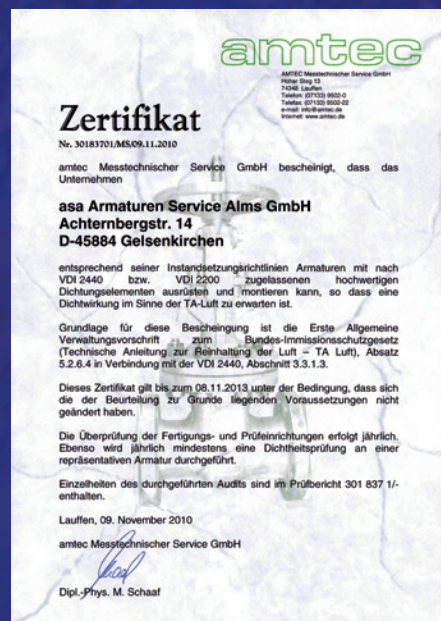 amtec
AMTEC Messtechnischer Service GmbH
Hoher Steg 13
74348 Lauffen
Telefon: (07133) 9502-0
Telefax: (07133) 9502-22
e-mail: info@amtec.de
Internet: www.amtec.de
Zertifikat
Nr. 30183701/MS/09.11.2010
amtec Messtechnischer Service GmbH bescheinigt, dass das
Unternehmen
asa Armaturen Service Alms GmbH
Achternbergstr. 14
D-45884 Gelsenkirchen
entsprechend seiner Instandsetzungsrichtlinien Armaturen mit nach
VDI 2440 bzw. VDI 2200 zugelassenen hochwertigen
Dichtungselementen ausrüsten und montieren kann, so dass eine
Dichtwirkung im Sinne der TA-Luft zu erwarten ist.
Grundlage für diese Bescheingung ist die Erste Allgemeine
Verwaltungsvorschrift zum Bundes-Immissionsschutzgesetz
(Technische Anleitung zur Reinhaltung der Luft – TA Luft), Absatz
5.2.6.4 in Verbindung mit der VDI 2440, Abschnitt 3.3.1.3.
Dieses Zertifikat gilt bis zum 08.11.2013 unter der Bedingung, dass sich
die der Beurteilung zu Grunde liegenden Voraussetzungen nicht
geändert haben.
Die Überprüfung der Fertigungs- und Prüfeinrichtungen erfolgt jährlich.
Ebenso wird jährlich mindestens eine Dichtheitsprüfung an einer
repräsentativen Armatur durchgeführt.
Einzelheiten des durchgeführten Audits sind im Prüfbericht 301 837 1/-
enthalten.
Lauffen, 09. November 2010
amtec Messtechnischer Service GmbH
Dipl.-Phys. M. Schaaf